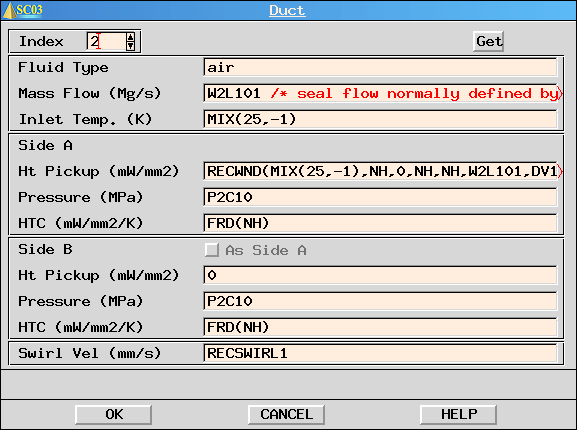 SC03 Duct
Index 2 Get
Fluid Type air
Mass Flow (Mg/s) W2L101 /* seal flow normally defined by
Inlet Temp. (K) MIX(25,-1)
Side A
Ht Pickup (mW/mm2) RECWND(MIX(25,-1),NH,0,NH,NH,W2L101,DV1
Pressure (MPa) P2C10
HTC (mW/mm2/K) FRD(NH)
Side B As Side A
Ht Pickup (mW/mm2) 0
Pressure (MPa) P2C10
HTC (mW/mm2/K) FRD(NH)
Swirl Vel (mm/s) RECSWIRL1
OK CANCEL HELP